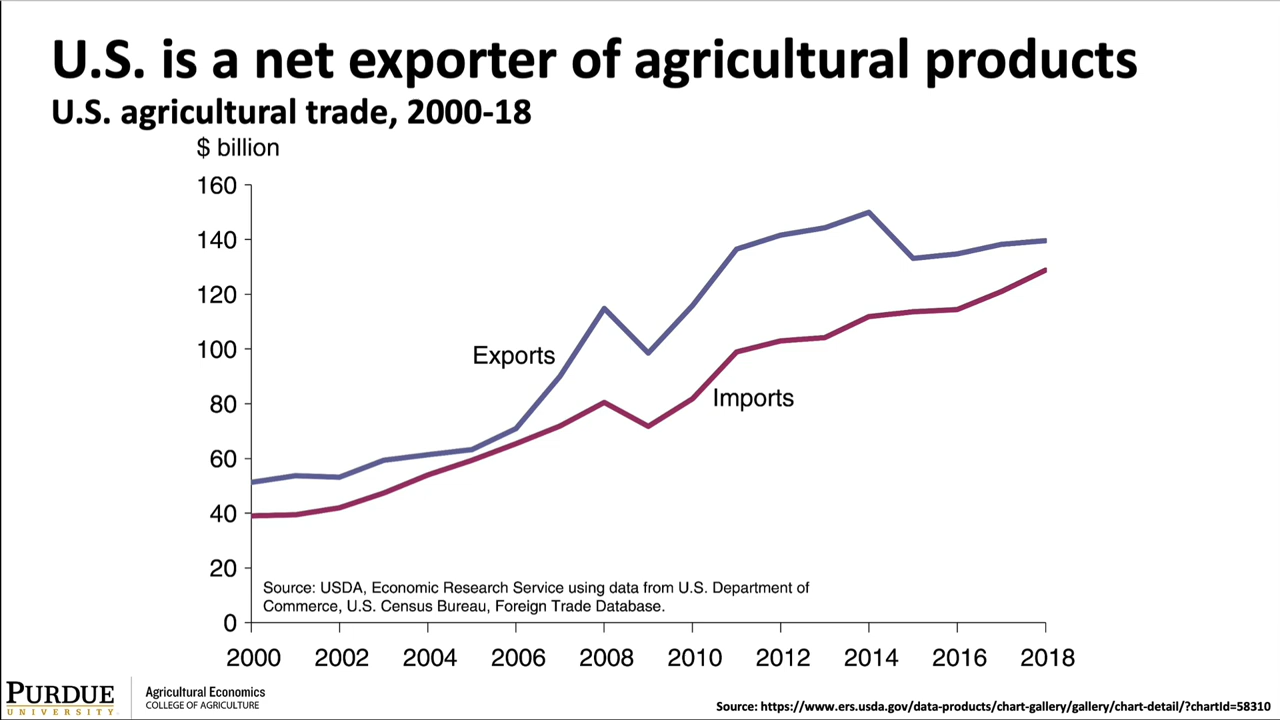 U.S. is a net exporter of agricultural products
U.S. agricultural trade, 2000-18
$ billion
160
140
120
100
80
60
40
20
0
Exports
Imports
Source: USDA, Economic Research Service using data from U.S. Department of
Commerce, U.S. Census Bureau, Foreign Trade Database.
2000 2002 2004 2006 2008 2010 2012 2014 2016 2018
PURDUE
UNIVERSITY
Agricultural Economics
COLLEGE OF AGRICULTURE
Source: https://www.ers.usda.gov/data-products/chart-gallery/gallery/chart-detail/?chartId=58310